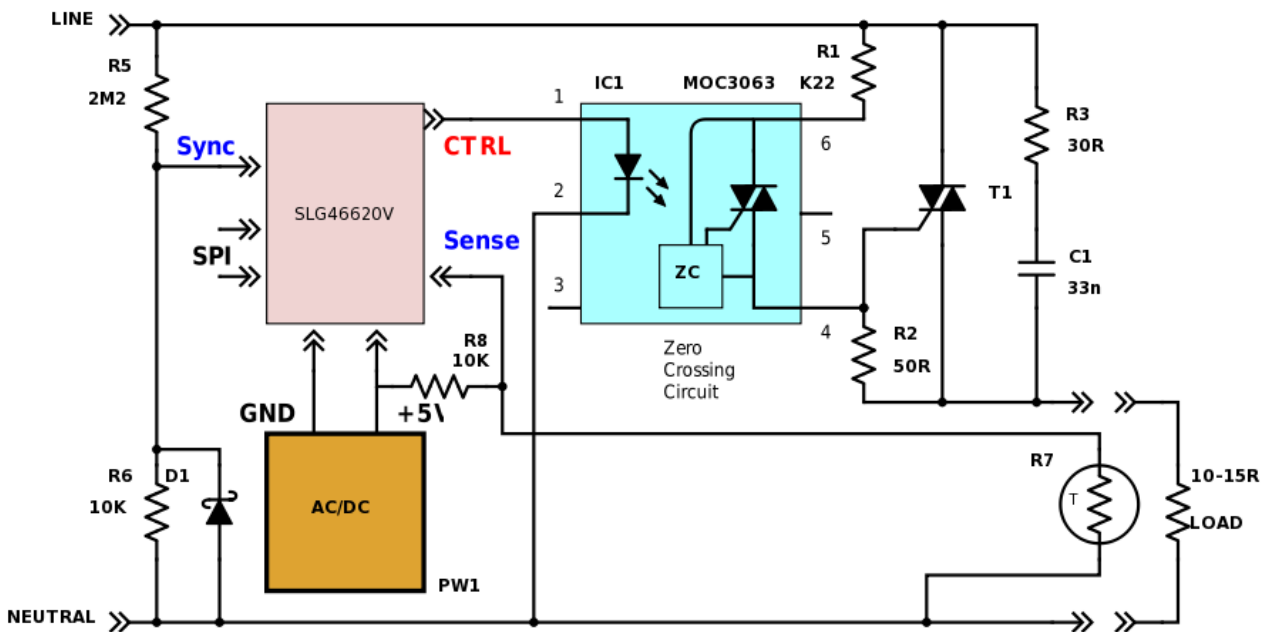 LINE
R5
2M2
Sync
SPI
SLG46620V
CTRL
Sense
1
2
3
IC1
MOC3063
ZC
6
5
4
Zero
Crossing
Circuit
R1
K22
T1
R3
30R
C1
33n
R2
50R
R8
10K
GND
+5V
R6
10K
D1
AC/DC
PW1
R7
T
10-15R
LOAD
NEUTRAL